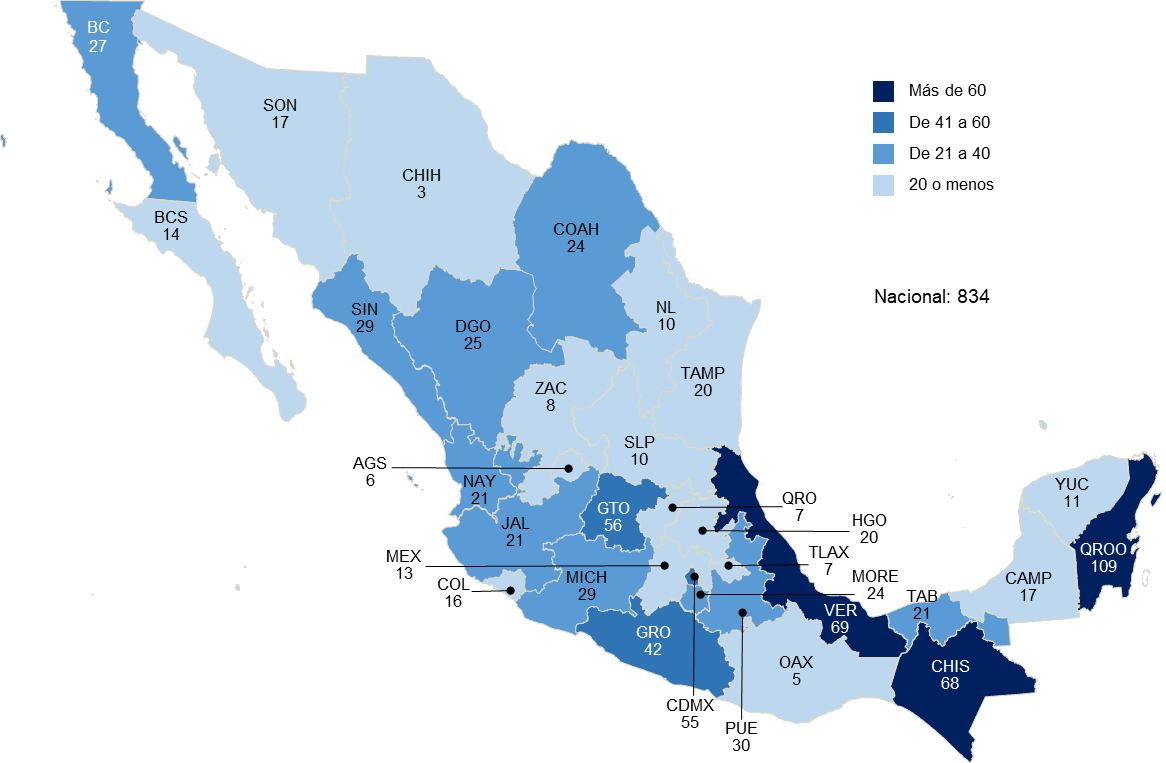 BC
27
SON
17
CHIH
3
BCS
14
COAH
24
SIN
29
DGO
25
NL
10
TAMP
20
ZAC
8
SLP
10
AGS
6
NAY
21
GTO
56
JAL
21
QRO
7
HGO
20
MEX
13
TLAX
7
COL
16
MICH
29
MORE
24
GRO
42
CDMX
55
PUE
30
VER
69
OAX
5
TAB
21
CHIS
68
CAMP
17
YUC
11
QROO
109
Más de 60
De 41 a 60
De 21 a 40
20 o menos
Nacional: 834